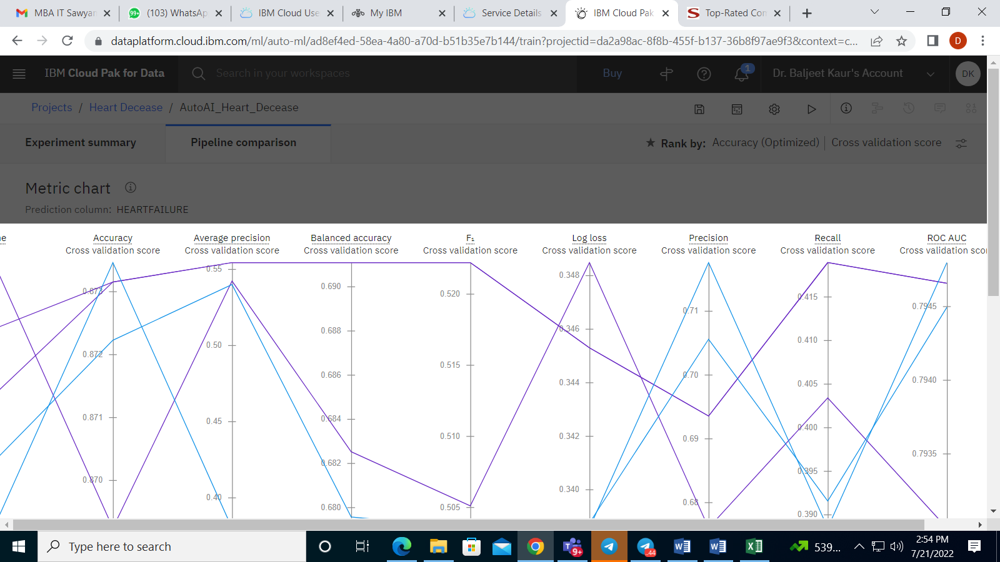 MBA IT Sawyan
99+ (103) WhatsAp
IBM Cloud Use
My IBM
Service Details
IBM Cloud Pak
S Top-Rated Con
dataplatform.cloud.ibm.com/ml/auto-ml/ad8ef4ed-58ea-4a80-a70d-b51b35e7b144/train?projectid=da2a98ac-8f8b-455f-b137-36b8f97ae9f3&context=c...
D
IBM Cloud Pak for Data
Search in your workspaces
Buy
1
Dr. Baljeet Kaur's Account
DK
Projects / Heart Decease / AutoAI_Heart_Decease
Experiment summary
Pipeline comparison
Rank by: Accuracy (Optimized) | Cross validation score
Metric chart
Prediction column: HEARTFAILURE
Accuracy
Cross validation score
0.873
0.872
0.871
0.870
Average precision
Cross validation score
0.55
0.50
0.45
0.40
Balanced accuracy
Cross validation score
0.690
0.688
0.686
0.684
0.682
0.680
F₁
Cross validation score
0.520
0.515
0.510
0.505
Log loss
Cross validation score
0.348
0.346
0.344
0.342
0.340
Precision
Cross validation score
0.71
0.70
0.69
0.68
Recall
Cross validation score
0.415
0.410
0.405
0.400
0.395
0.390
ROC AUC
Cross validation scor
0.7945
0.7940
0.7935
Type here to search
9+
.44
539...
2:54 PM
7/21/2022